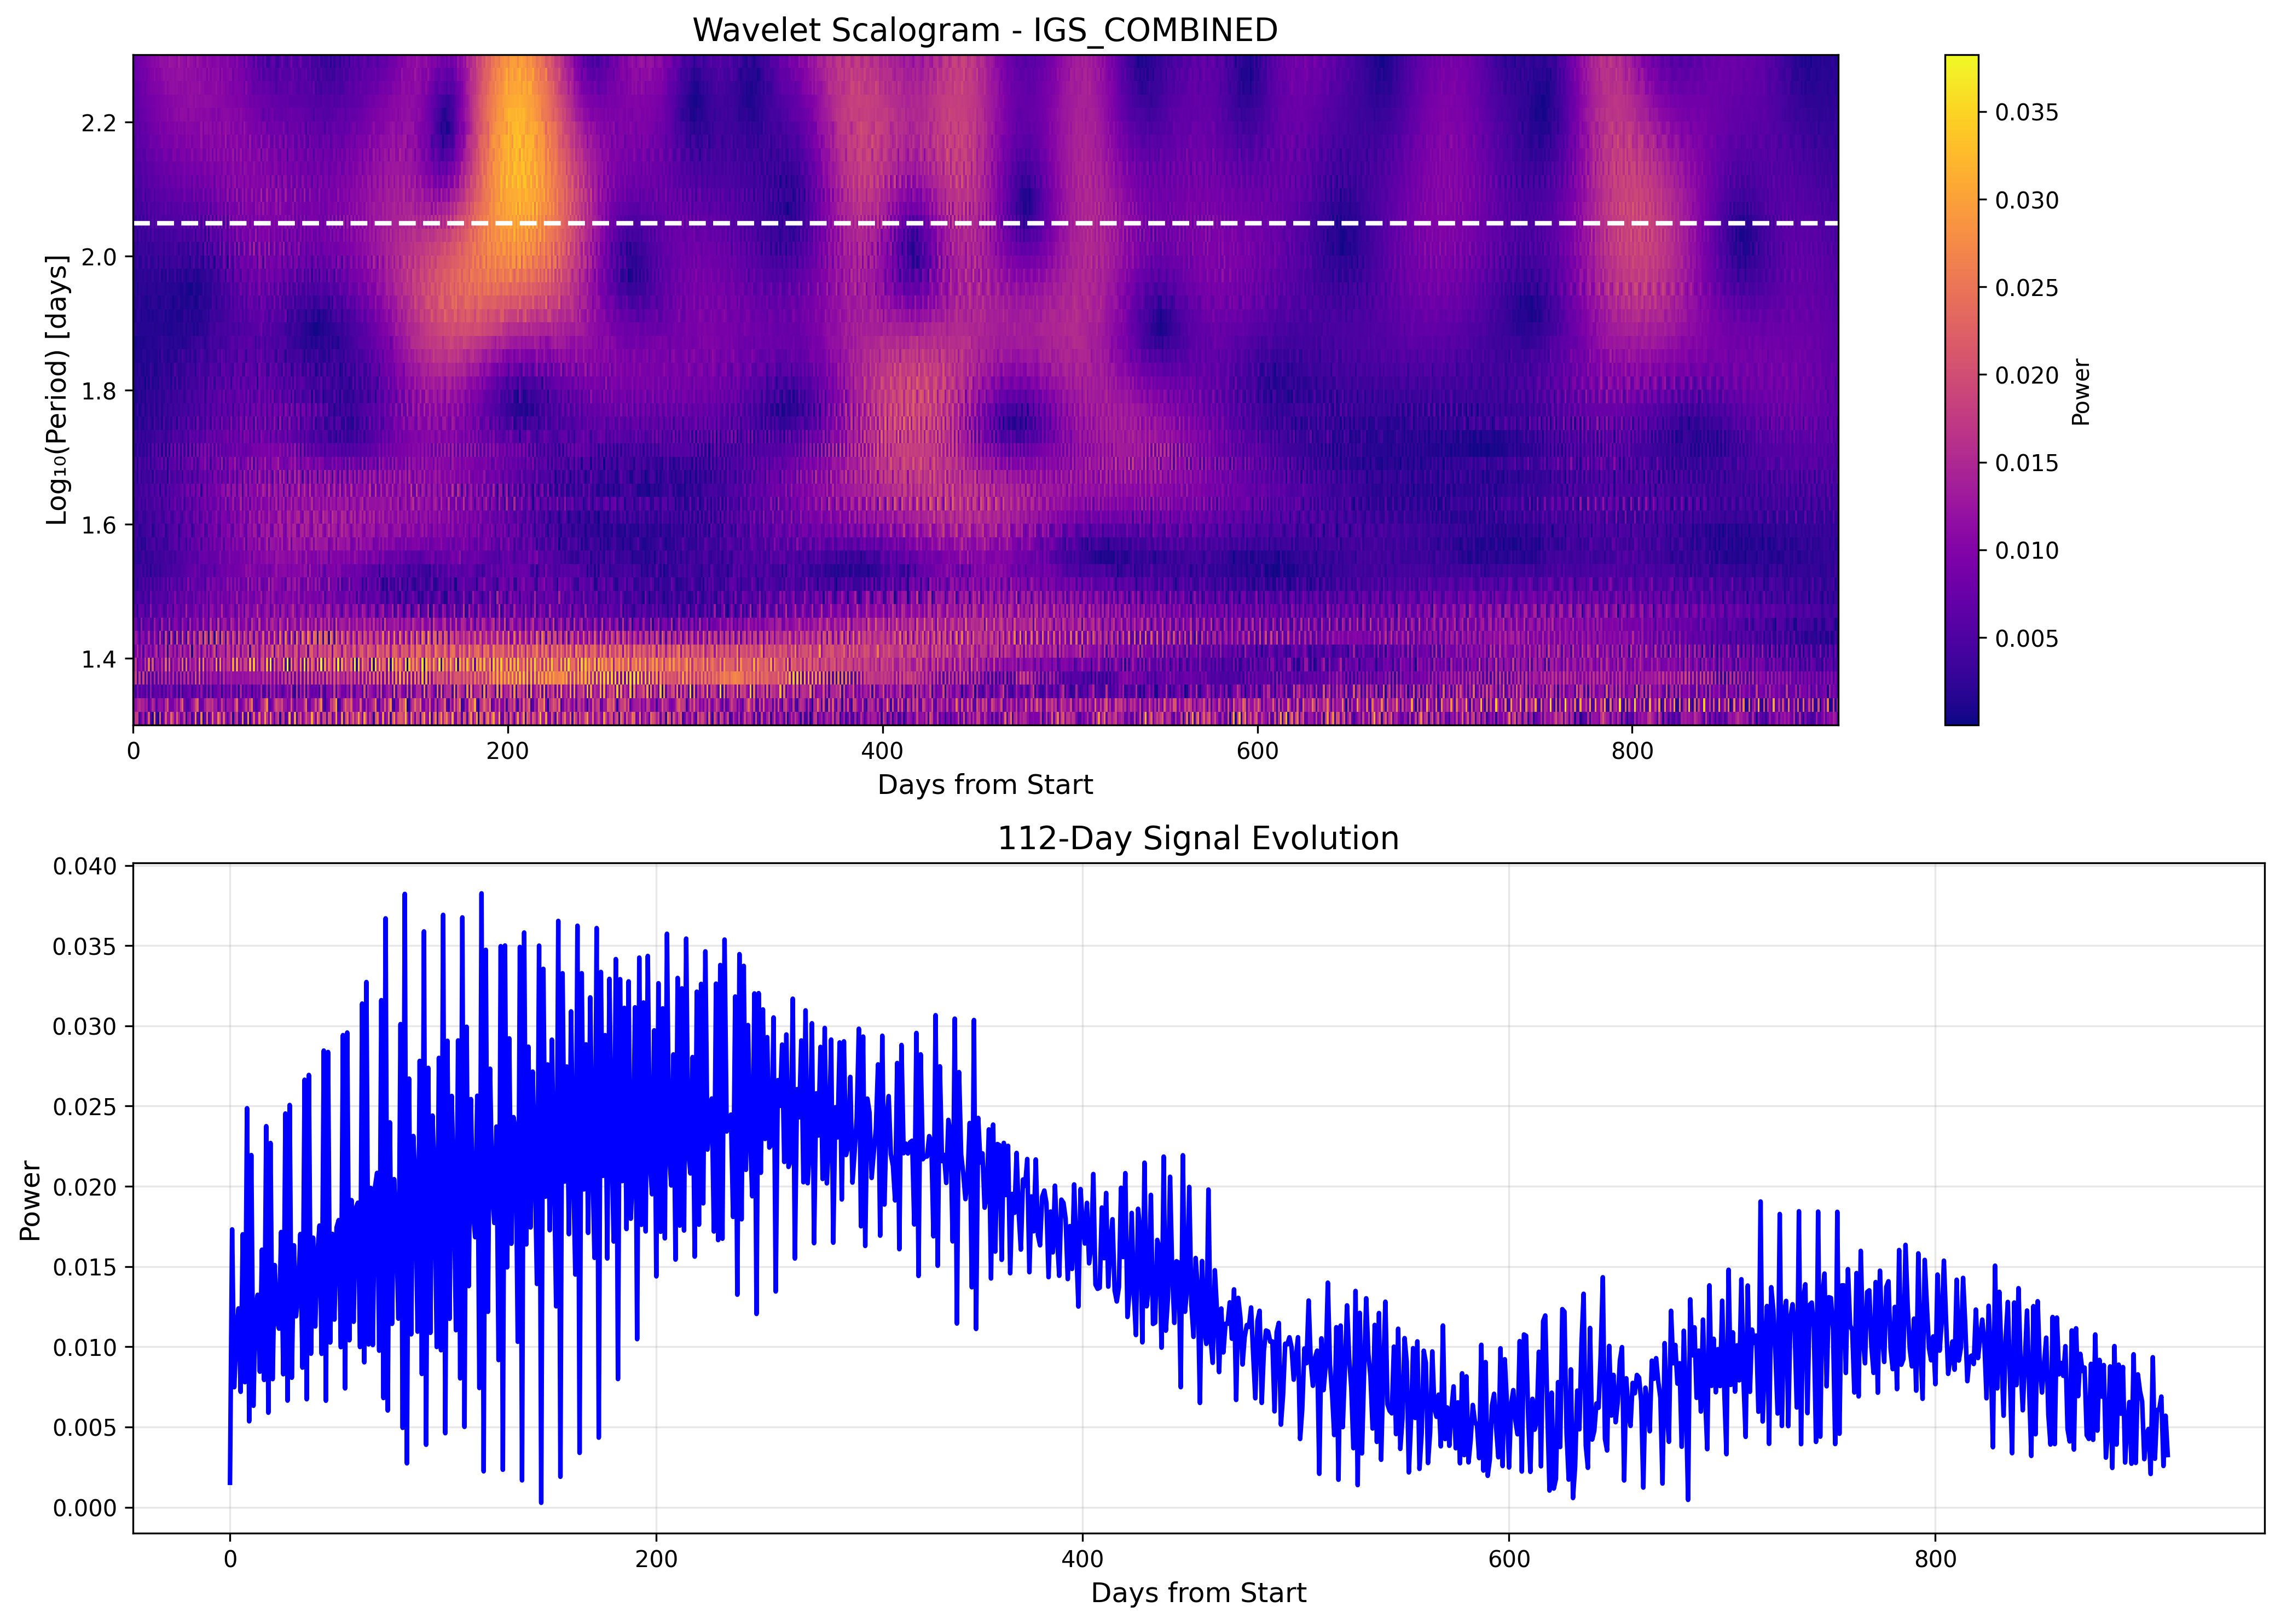 Wavelet Scalogram - IGS_COMBINED
Log₁₀(Period) [days]
2.2
2.0
1.8
1.6
1.4
0 200 400 600 800
Days from Start
0.035
0.030
0.025
0.020
0.015
0.010
0.005
Power
112-Day Signal Evolution
Power
0.040
0.035
0.030
0.025
0.020
0.015
0.010
0.005
0.000
0 200 400 600 800
Days from Start